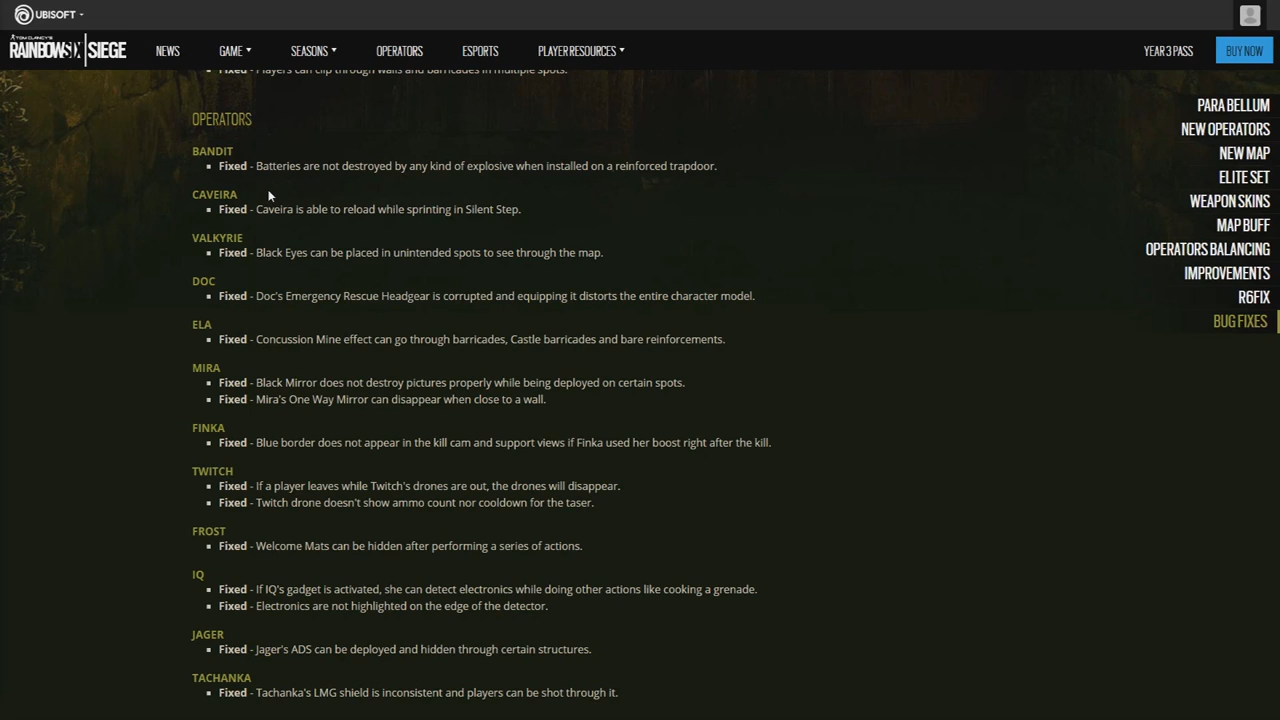 UBISOFT
TOM CLANCY'S
RAINBOW SIX | SIEGE
NEWS
GAME
SEASONS
OPERATORS
ESPORTS
PLAYER RESOURCES
YEAR 3 PASS
BUY NOW
Fixed - Players can clip through walls and barricades in multiple spots.
OPERATORS
BANDIT
Fixed - Batteries are not destroyed by any kind of explosive when installed on a reinforced trapdoor.
CAVEIRA
Fixed - Caveira is able to reload while sprinting in Silent Step.
VALKYRIE
Fixed - Black Eyes can be placed in unintended spots to see through the map.
DOC
Fixed - Doc's Emergency Rescue Headgear is corrupted and equipping it distorts the entire character model.
ELA
Fixed - Concussion Mine effect can go through barricades, Castle barricades and bare reinforcements.
MIRA
Fixed - Black Mirror does not destroy pictures properly while being deployed on certain spots.
Fixed - Mira's One Way Mirror can disappear when close to a wall.
FINKA
Fixed - Blue border does not appear in the kill cam and support views if Finka used her boost right after the kill.
TWITCH
Fixed - If a player leaves while Twitch's drones are out, the drones will disappear.
Fixed - Twitch drone doesn't show ammo count nor cooldown for the taser.
FROST
Fixed - Welcome Mats can be hidden after performing a series of actions.
IQ
Fixed - If IQ's gadget is activated, she can detect electronics while doing other actions like cooking a grenade.
Fixed - Electronics are not highlighted on the edge of the detector.
JAGER
Fixed - Jager's ADS can be deployed and hidden through certain structures.
TACHANKA
Fixed - Tachanka's LMG shield is inconsistent and players can be shot through it.
PARA BELLUM
NEW OPERATORS
NEW MAP
ELITE SET
WEAPON SKINS
MAP BUFF
OPERATORS BALANCING
IMPROVEMENTS
R6FIX
BUG FIXES